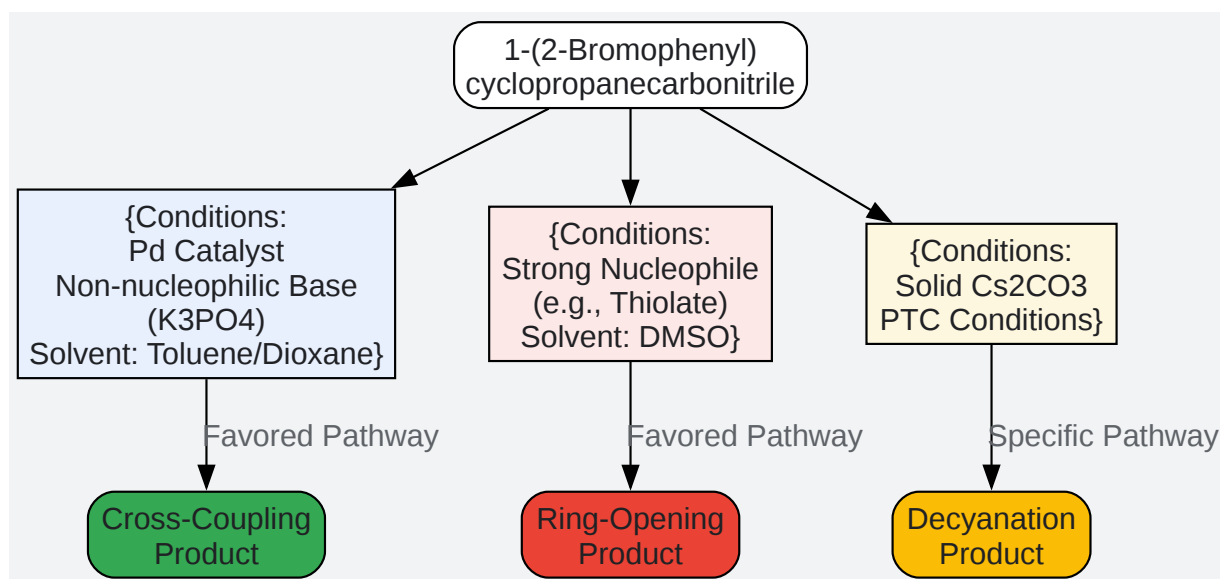 1-(2-Bromophenyl)
cyclopropanecarbonitrile
{Conditions:
Pd Catalyst
Non-nucleophilic Base
(K3PO4)
Solvent: Toluene/Dioxane}
{Conditions:
Strong Nucleophile
(e.g., Thiolate)
Solvent: DMSO}
{Conditions:
Solid Cs2CO3
PTC Conditions}
Favored Pathway
Favored Pathway
Specific Pathway
Cross-Coupling
Product
Ring-Opening
Product
Decyanation
Product